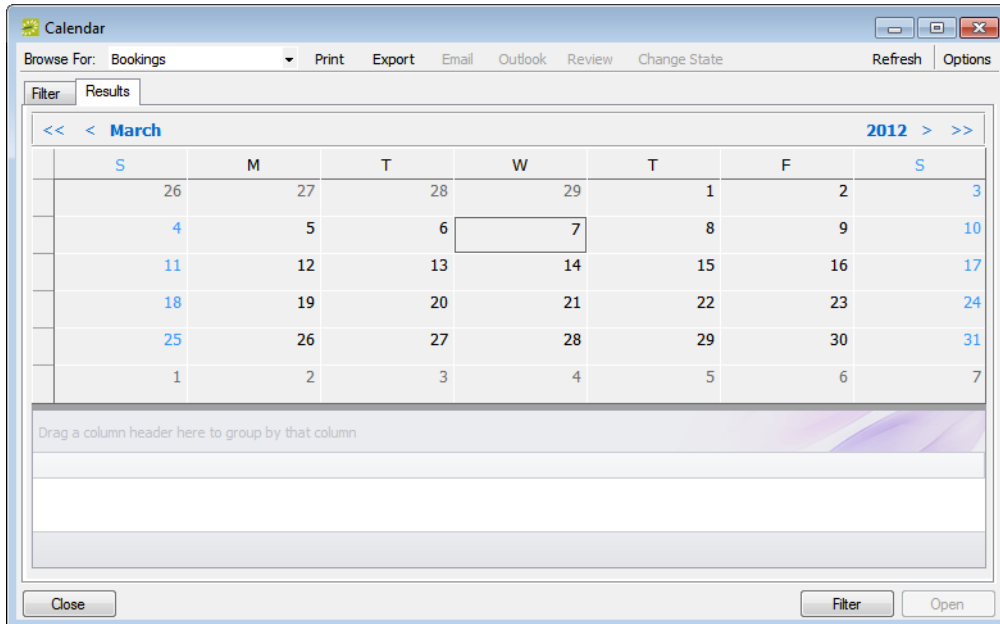 Calendar
Browse For: Bookings Print Export Email Outlook Review Change State Refresh Options
Filter Results
<< < March 2012 > >>
S M T W T F S
26 27 28 29 1 2 3
4 5 6 7 8 9 10
11 12 13 14 15 16 17
18 19 20 21 22 23 24
25 26 27 28 29 30 31
1 2 3 4 5 6 7
Drag a column header here to group by that column
Close Filter Open